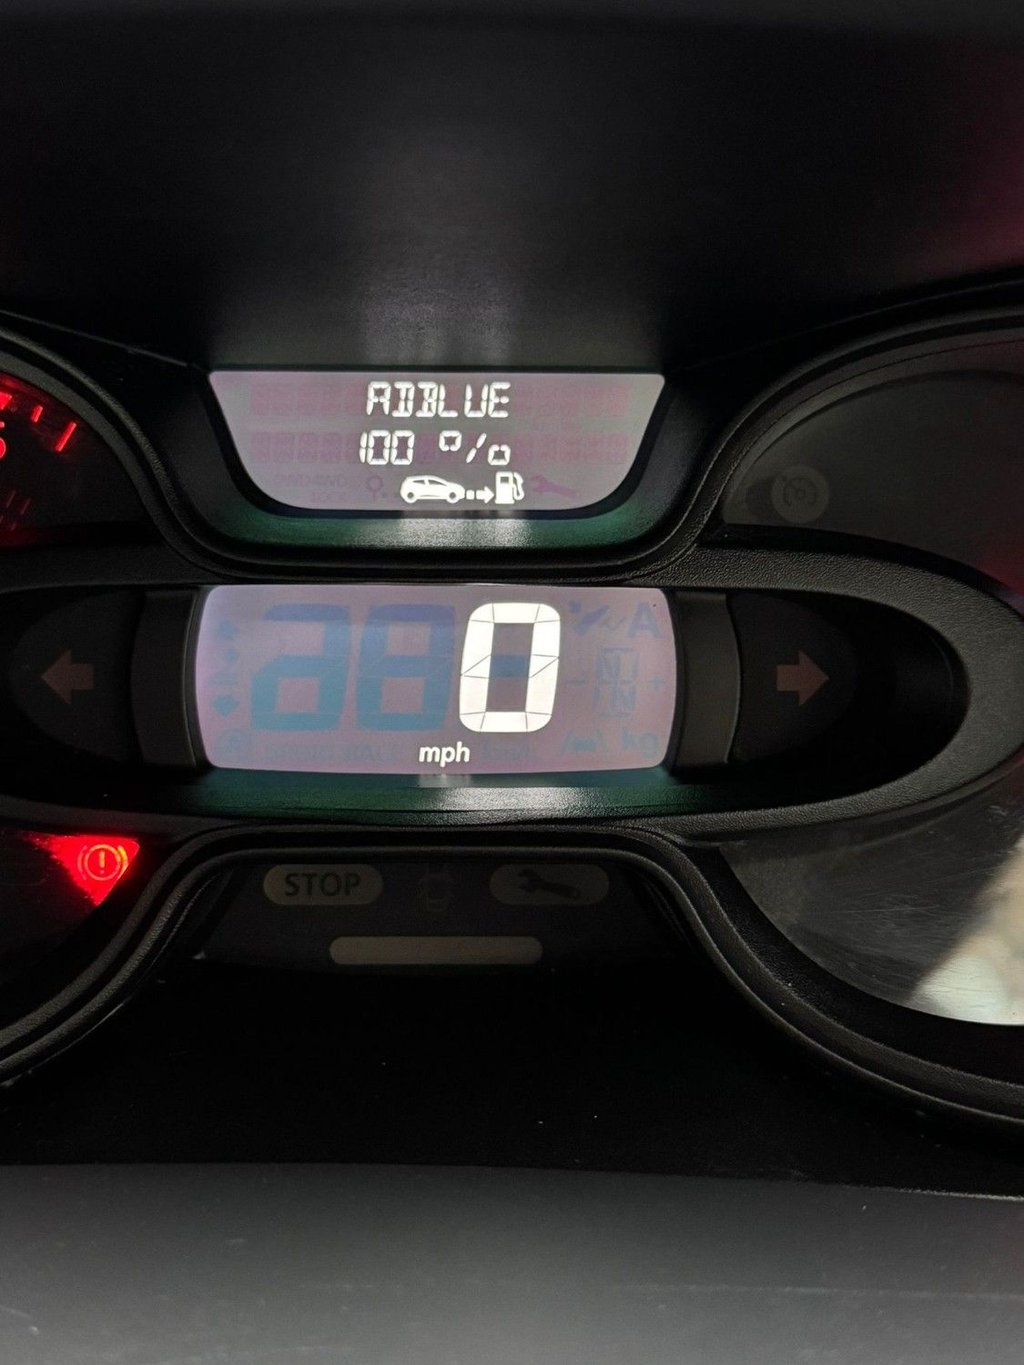 ADBLUE
100 %
0
mph
STOP